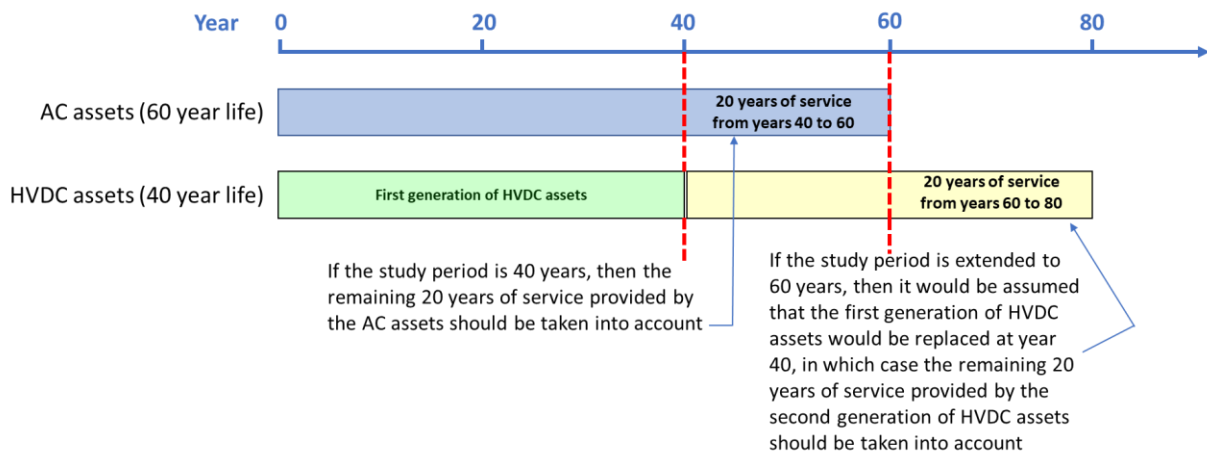 Year 0 20 40 60 80
AC assets (60 year life)
20 years of service
from years 40 to 60
HVDC assets (40 year life)
First generation of HVDC assets
20 years of service
from years 60 to 80
If the study period is 40 years, then the
remaining 20 years of service provided by
the AC assets should be taken into account
If the study period is extended to
60 years, then it would be assumed
that the first generation of HVDC
assets would be replaced at year
40, in which case the remaining 20
years of service provided by the
second generation of HVDC assets
should be taken into account